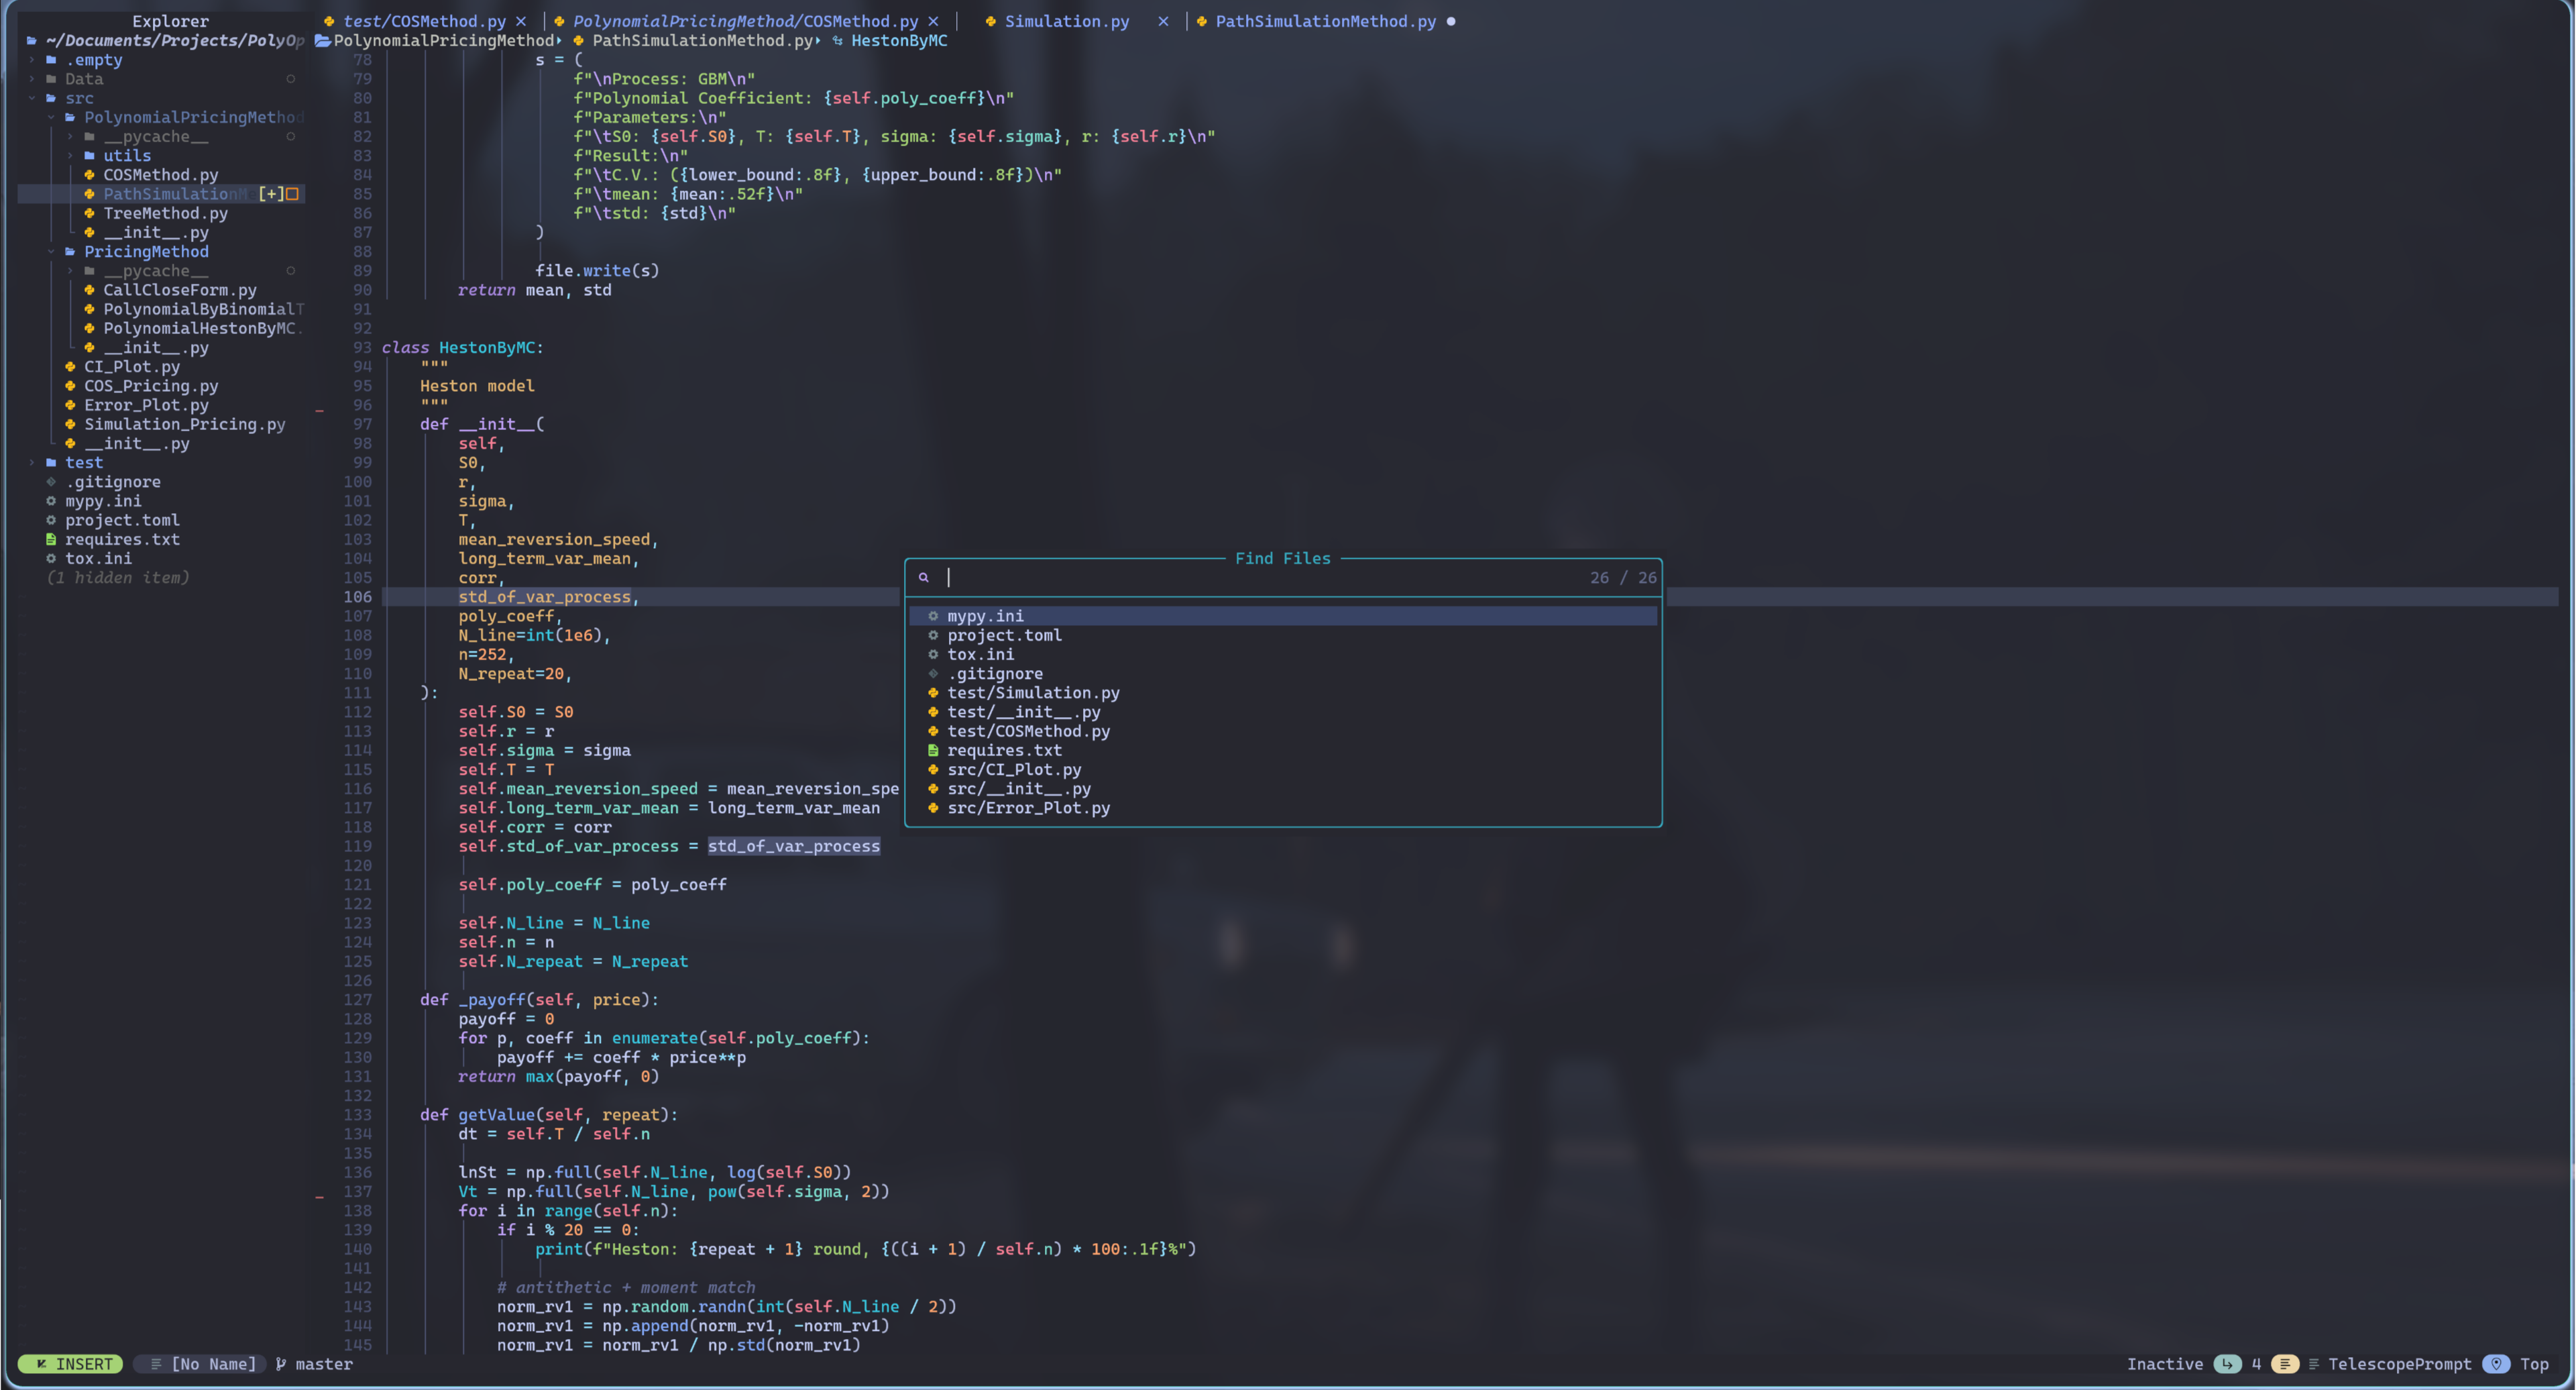 Explorer
~/Documents/Projects/PolyOp
.empty
Data
src
PolynomialPricingMethod
__pycache__
utils
COSMethod.py
PathSimulationM [+]
TreeMethod.py
__init__.py
PricingMethod
__pycache__
CallCloseForm.py
PolynomialByBinomialT
PolynomialHestonByMC.
__init__.py
CI_Plot.py
COS_Pricing.py
Error_Plot.py
Simulation_Pricing.py
__init__.py
test
.gitignore
mypy.ini
project.toml
requires.txt
tox.ini
(1 hidden item)
test/COSMethod.py × PolynomialPricingMethod/COSMethod.py × Simulation.py × PathSimulationMethod.py ●
PolynomialPricingMethod PathSimulationMethod.py HestonByMC
78 s = (
79 f"\nProcess: GBM\n"
80 f"Polynomial Coefficient: {self.poly_coeff}\n"
81 f"Parameters:\n"
82 f"\tS0: {self.S0}, T: {self.T}, sigma: {self.sigma}, r: {self.r}\n"
83 f"Result:\n"
84 f"\tC.V.: ({lower_bound:.8f}, {upper_bound:.8f})\n"
85 f"\tmean: {mean:.52f}\n"
86 f"\tstd: {std}\n"
87 )
88
89 file.write(s)
90 return mean, std
91
92
93 class HestonByMC:
94 """
95 Heston model
96 """
97 def __init__(
98 self,
99 S0,
100 r,
101 sigma,
102 T,
103 mean_reversion_speed,
104 long_term_var_mean,
105 corr,
106 std_of_var_process,
107 poly_coeff,
108 N_line=int(1e6),
109 n=252,
110 N_repeat=20,
111 ):
112 self.S0 = S0
113 self.r = r
114 self.sigma = sigma
115 self.T = T
116 self.mean_reversion_speed = mean_reversion_spe
117 self.long_term_var_mean = long_term_var_mean
118 self.corr = corr
119 self.std_of_var_process = std_of_var_process
120
121 self.poly_coeff = poly_coeff
122
123 self.N_line = N_line
124 self.n = n
125 self.N_repeat = N_repeat
126
127 def _payoff(self, price):
128 payoff = 0
129 for p, coeff in enumerate(self.poly_coeff):
130 payoff += coeff * price**p
131 return max(payoff, 0)
132
133 def getValue(self, repeat):
134 dt = self.T / self.n
135
136 lnSt = np.full(self.N_line, log(self.S0))
137 Vt = np.full(self.N_line, pow(self.sigma, 2))
138 for i in range(self.n):
139 if i % 20 == 0:
140 print(f"Heston: {repeat + 1} round, {((i + 1) / self.n) * 100:.1f}%")
141
142 # antithetic + moment match
143 norm_rv1 = np.random.randn(int(self.N_line / 2))
144 norm_rv1 = np.append(norm_rv1, -norm_rv1)
145 norm_rv1 = norm_rv1 / np.std(norm_rv1)
Find Files
26 / 26
mypy.ini
project.toml
tox.ini
.gitignore
test/Simulation.py
test/__init__.py
test/COSMethod.py
requires.txt
src/CI_Plot.py
src/__init__.py
src/Error_Plot.py
INSERT [No Name] master Inactive 4 TelescopePrompt Top